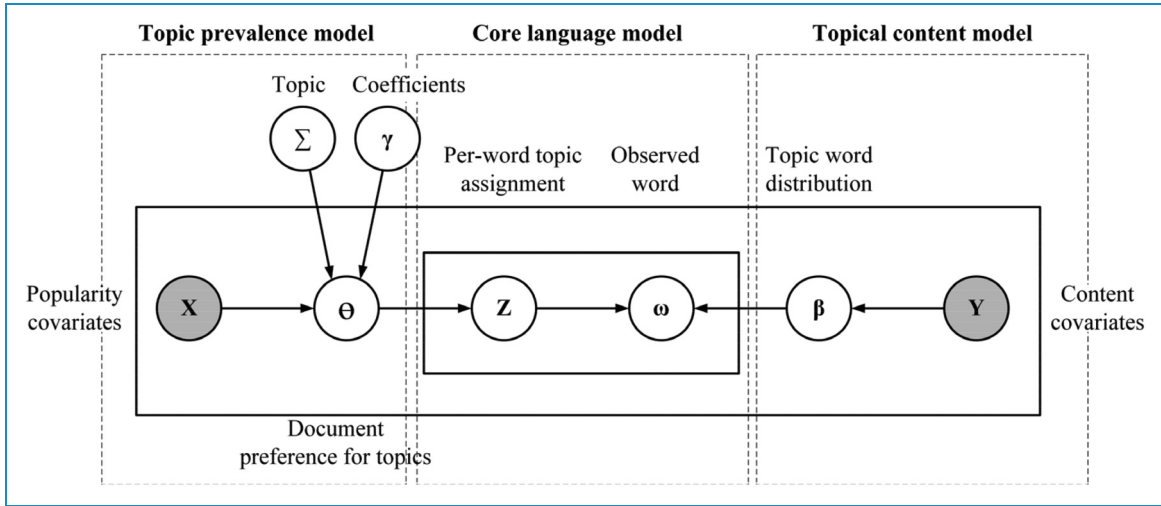 Topic prevalence model
Core language model
Topical content model
Topic
Coefficients
∑
γ
Per-word topic
assignment
Observed
word
Topic word
distribution
Popularity
covariates
X
Ө
Z
ω
β
Y
Content
covariates
Document
preference for topics